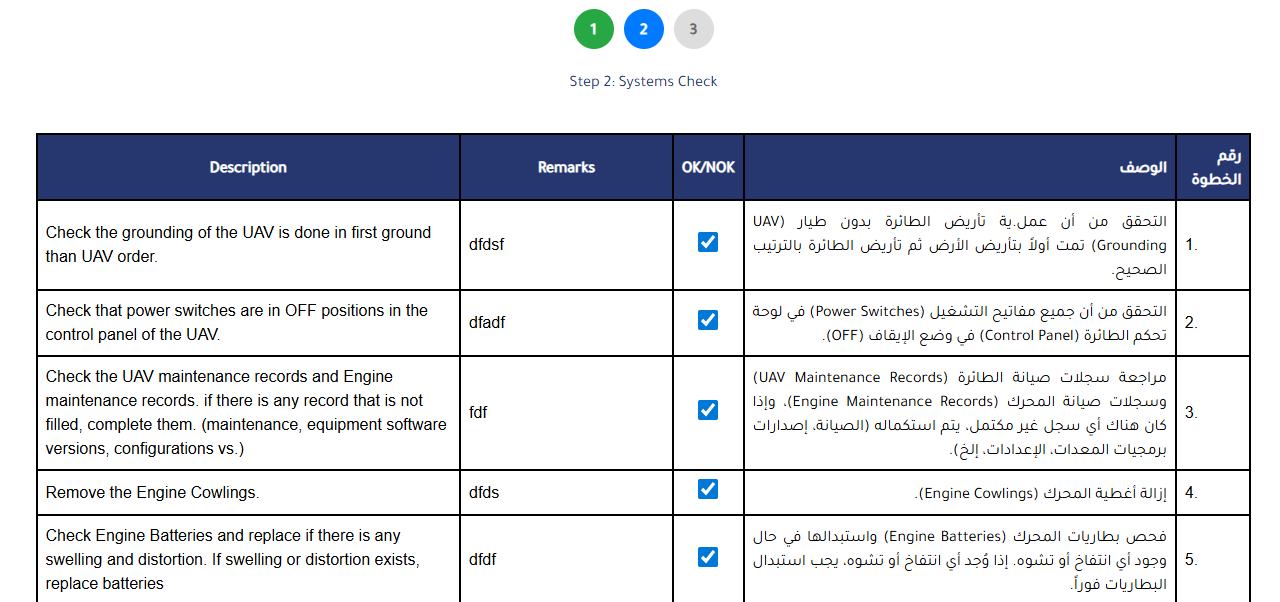 1 2 3
Step 2: Systems Check
Description
Remarks
OK/NOK
الوصف
رقم
الخطوة
Check the grounding of the UAV is done in first ground
than UAV order.
dfdsf
التحقق من أن عمل.ية تأريض الطائرة بدون طيار (UAV
Grounding) تمت أولاً بتأريض الأرض ثم تأريض الطائرة بالترتيب
الصحيح.
1.
Check that power switches are in OFF positions in the
control panel of the UAV.
dfadf
التحقق من أن جميع مفاتيح التشغيل (Power Switches) في لوحة
تحكم الطائرة (Control Panel) في وضع الإيقاف (OFF).
2.
Check the UAV maintenance records and Engine
maintenance records. if there is any record that is not
filled, complete them. (maintenance, equipment software
versions, configurations vs.)
fdf
مراجعة سجلات صيانة الطائرة (UAV Maintenance Records)
وسجلات صيانة المحرك (Engine Maintenance Records)، وإذا
كان هناك أي سجل غير مكتمل، يتم استكماله (الصيانة، إصدارات
برمجيات المعدات، الإعدادات، إلخ).
3.
Remove the Engine Cowlings.
dfds
إزالة أغطية المحرك (Engine Cowlings).
4.
Check Engine Batteries and replace if there is any
swelling and distortion. If swelling or distortion exists,
replace batteries
dfdf
فحص بطاريات المحرك (Engine Batteries) واستبدالها في حال
وجود أي انتفاخ أو تشوه. إذا وُجد أي انتفاخ أو تشوه، يجب استبدال
البطاريات فوراً.
5.